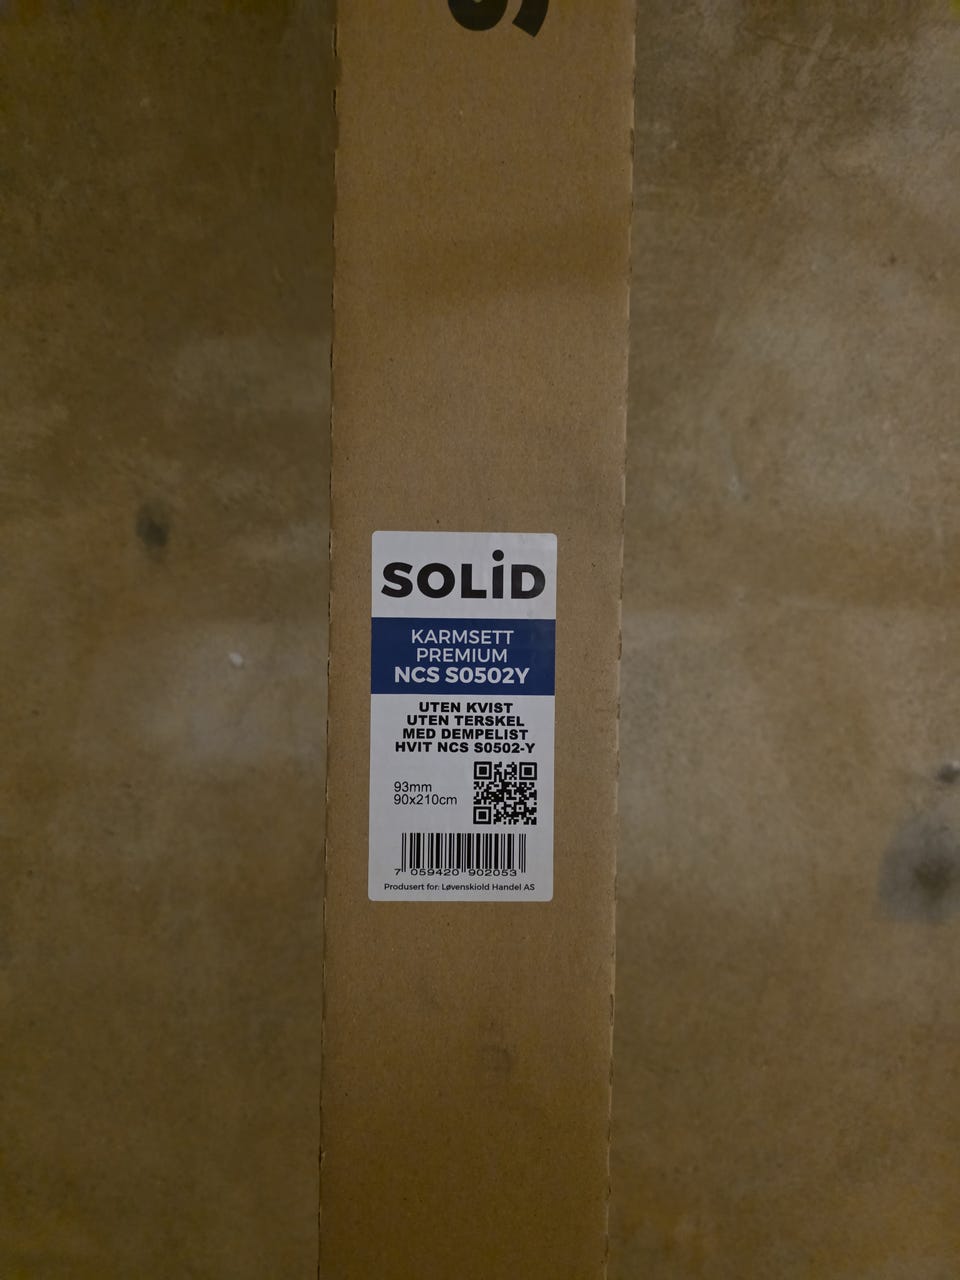 SOLiD
KARMSETT
PREMIUM
NCS S0502Y
UTEN KVIST
UTEN TERSKEL
MED DEMPELIST
HVIT NCS S0502-Y
93mm
90x210cm
7 059420 902053
Produsert for: Løvenskiold Handel AS